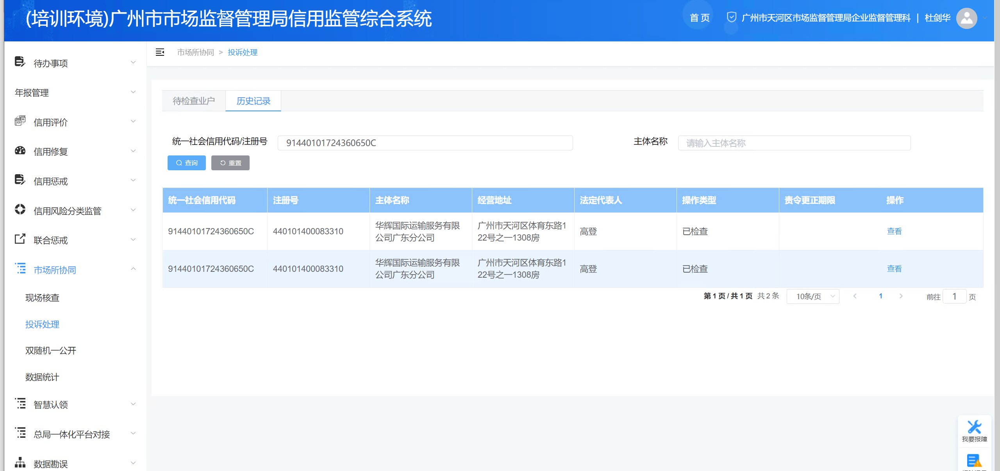 (培训环境)广州市市场监督管理局信用监管综合系统
首页
广州市天河区市场监督管理局企业监督管理科 | 杜剑华
待办事项
年报管理
信用评价
信用修复
信用惩戒
信用风险分类监管
联合惩戒
市场所协同
现场核查
投诉处理
双随机一公开
数据统计
智慧认领
总局一体化平台对接
数据勘误
市场所协同 > 投诉处理
待检查业户
历史记录
统一社会信用代码/注册号
91440101724360650C
主体名称
请输入主体名称
查询
重置
统一社会信用代码 注册号 主体名称 经营地址 法定代表人 操作类型 责令更正期限 操作
91440101724360650C
440101400083310
华辉国际运输服务有限
公司广东分公司
广州市天河区体育东路1
22号之一1308房
高登
已检查
查看
91440101724360650C
440101400083310
华辉国际运输服务有限
公司广东分公司
广州市天河区体育东路1
22号之一1308房
高登
已检查
查看
第 1 页 / 共 1 页 共 2 条 10条/页 < 1 > 前往 1 页
我要报障